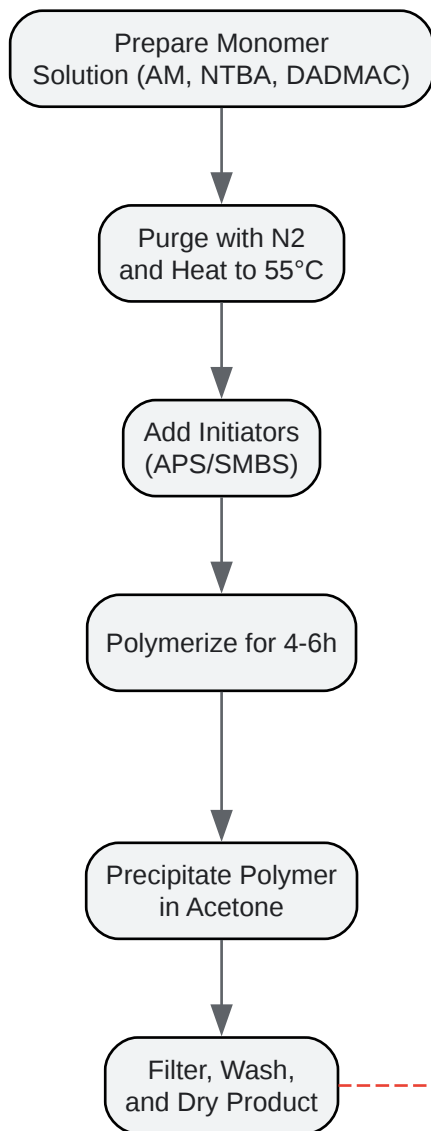 Prepare Monomer
Solution (AM, NTBA, DADMAC)
Purge with N2
and Heat to 55°C
Add Initiators
(APS/SMBS)
Polymerize for 4-6h
Precipitate Polymer
in Acetone
Filter, Wash,
and Dry Product